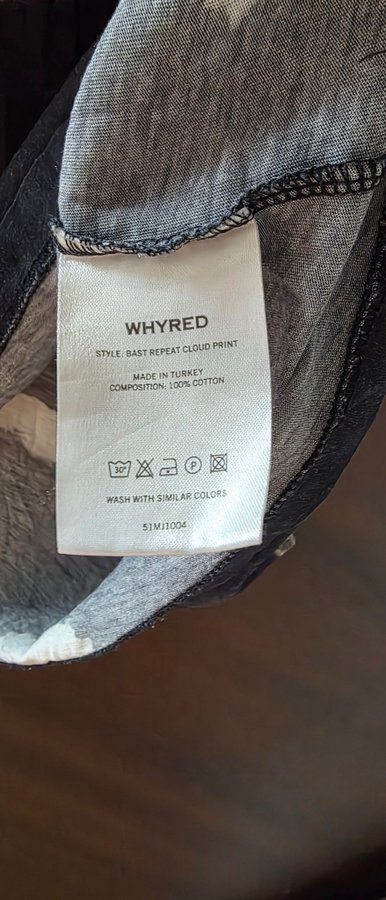 WHYRED
STYLE: BAST REPEAT CLOUD PRINT
MADE IN TURKEY
COMPOSITION: 100% COTTON
30° P
WASH WITH SIMILAR COLORS
51MJ1004